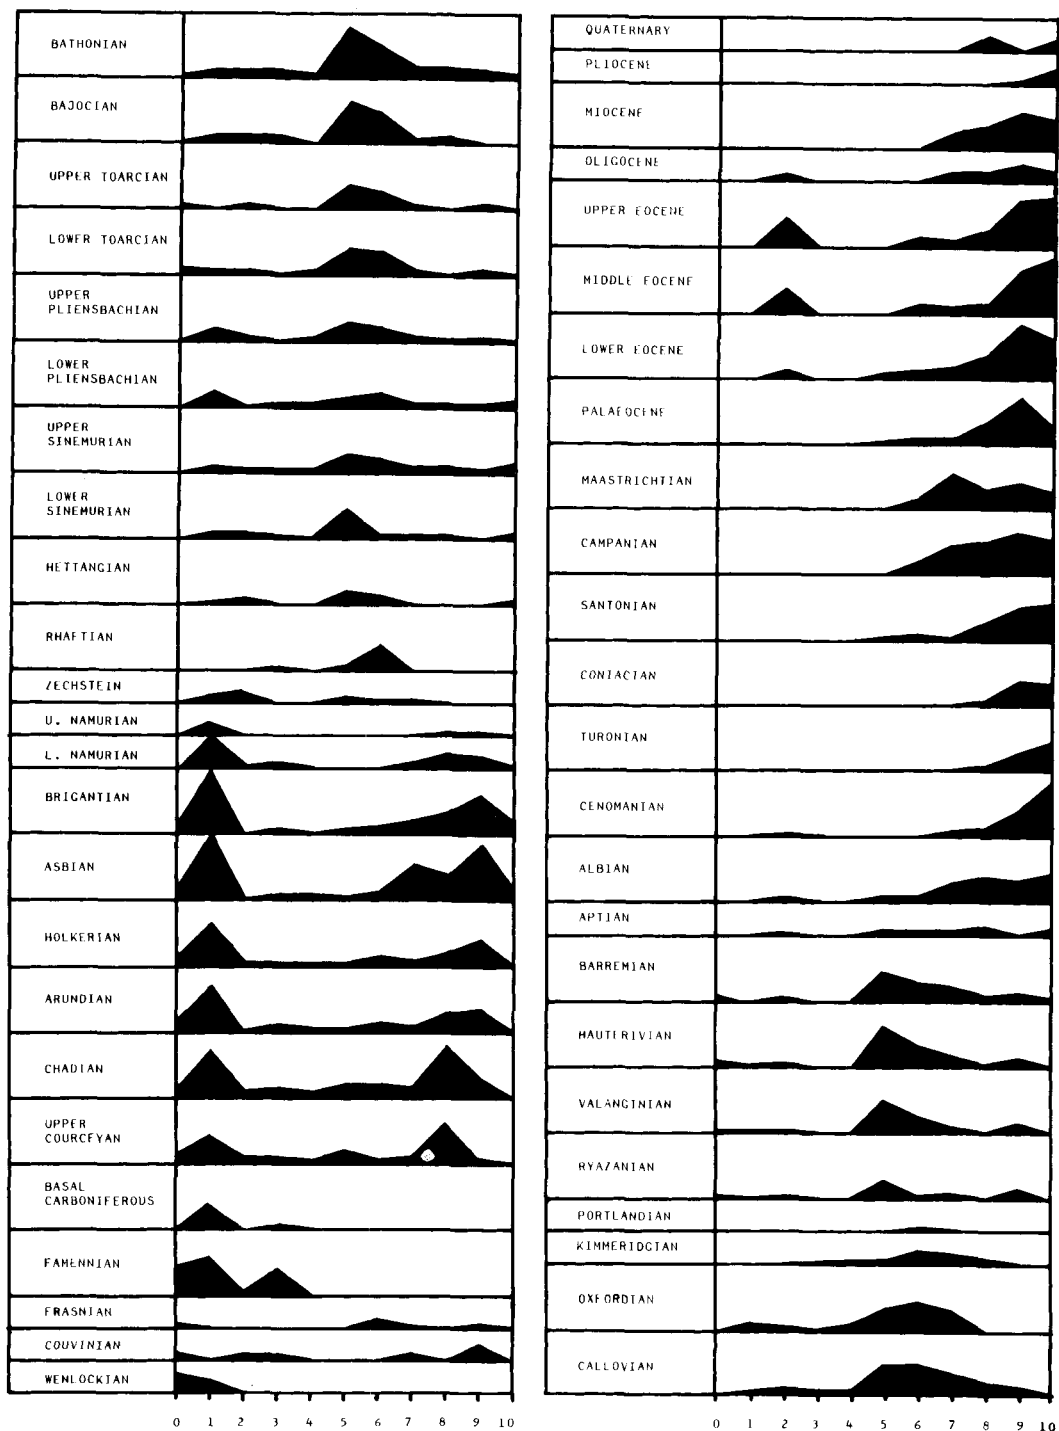 BATHONIAN
BAJOCIAN
UPPER TOARCIAN
LOWER TOARCIAN
UPPER
PLIENSBACHIAN
LOWER
PLIENSBACHIAN
UPPER
SINEMURIAN
LOWER
SINEMURIAN
HETTANGIAN
RHAETIAN
ZECHSTEIN
U. NAMURIAN
L. NAMURIAN
BRIGANTIAN
ASBIAN
HOLKERIAN
ARUNDIAN
CHADIAN
UPPER
COURCEYAN
BASAL
CARBONIFEROUS
FAMENNIAN
FRASNIAN
COUVINIAN
WENLOCKIAN
0 1 2 3 4 5 6 7 8 9 10
QUATERNARY
PLIOCENE
MIOCENE
OLIGOCENE
UPPER EOCENE
MIDDLE EOCENE
LOWER EOCENE
PALAEOCENE
MAASTRICHTIAN
CAMPANIAN
SANTONIAN
CONIACIAN
TURONIAN
CENOMANIAN
ALBIAN
APTIAN
BARREMIAN
HAUTERIVIAN
VALANGINIAN
RYAZANIAN
PORTLANDIAN
KIMMERIDGIAN
OXFORDIAN
CALLOVIAN
0 1 2 3 4 5 6 7 8 9 10